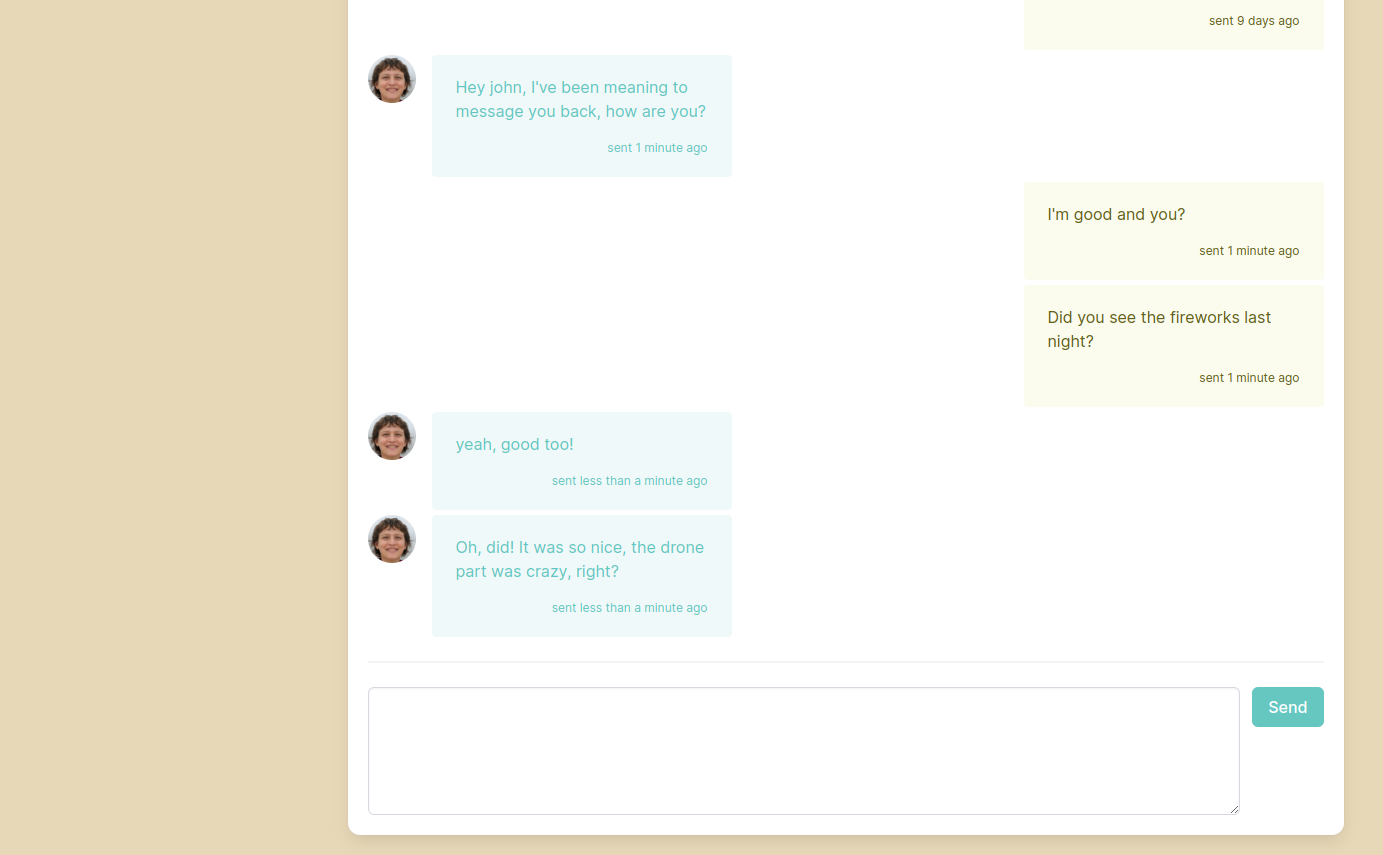 sent 9 days ago
Hey john, I've been meaning to
message you back, how are you?
sent 1 minute ago
I'm good and you?
sent 1 minute ago
Did you see the fireworks last
night?
sent 1 minute ago
yeah, good too!
sent less than a minute ago
Oh, did! It was so nice, the drone
part was crazy, right?
sent less than a minute ago
Send